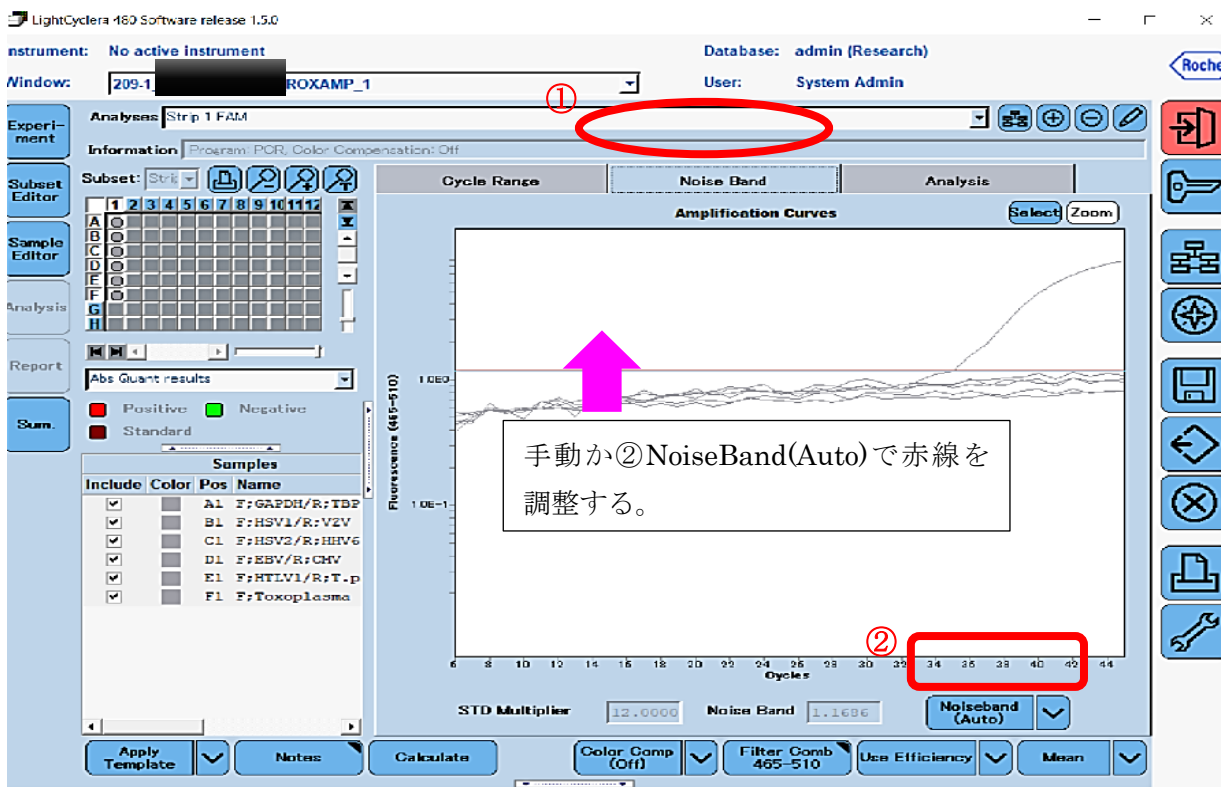 LightCyclera 480 Software release 1.5.0
nstrument: No active instrument Database: admin (Research)
Window: 209-1_ ROXAMP_1 User: System Admin
Roche
①
Analyses Strip 1 FAM
Information Program: PCR, Color Compensation: Off
Experi-
ment
Subset
Editor
Sample
Editor
Analysis
Report
Sum.
Subset: Stri
1 2 3 4 5 6 7 8 9 10 11 12
A
B
C
D
E
F
G
H
Abs Quant results
Positive Negative
Standard
Samples
Include Color Pos Name
A1 F;GAPDH/R;TBP
B1 F;HSV1/R;VZV
C1 F;HSV2/R;HHV6
D1 F;EBV/R;CMV
E1 F;HTLV1/R;T.p
F1 F;Toxoplasma
Cycle Range Noise Band Analysis
Amplification Curves
Select Zoom
Fluorescence (465-510)
1.0E0
1.0E-1
手動か②NoiseBand(Auto)で赤線を
調整する。
②
6 8 10 12 14 16 18 20 22 24 26 28 30 32 34 36 38 40 42 44
Cycles
STD Multiplier 12.0000 Noise Band 1.1686 Noiseband
(Auto)
Apply
Template
Notes
Calculate
Color Comp
(Off)
Filter Comb
465-510
Use Efficiency
Mean